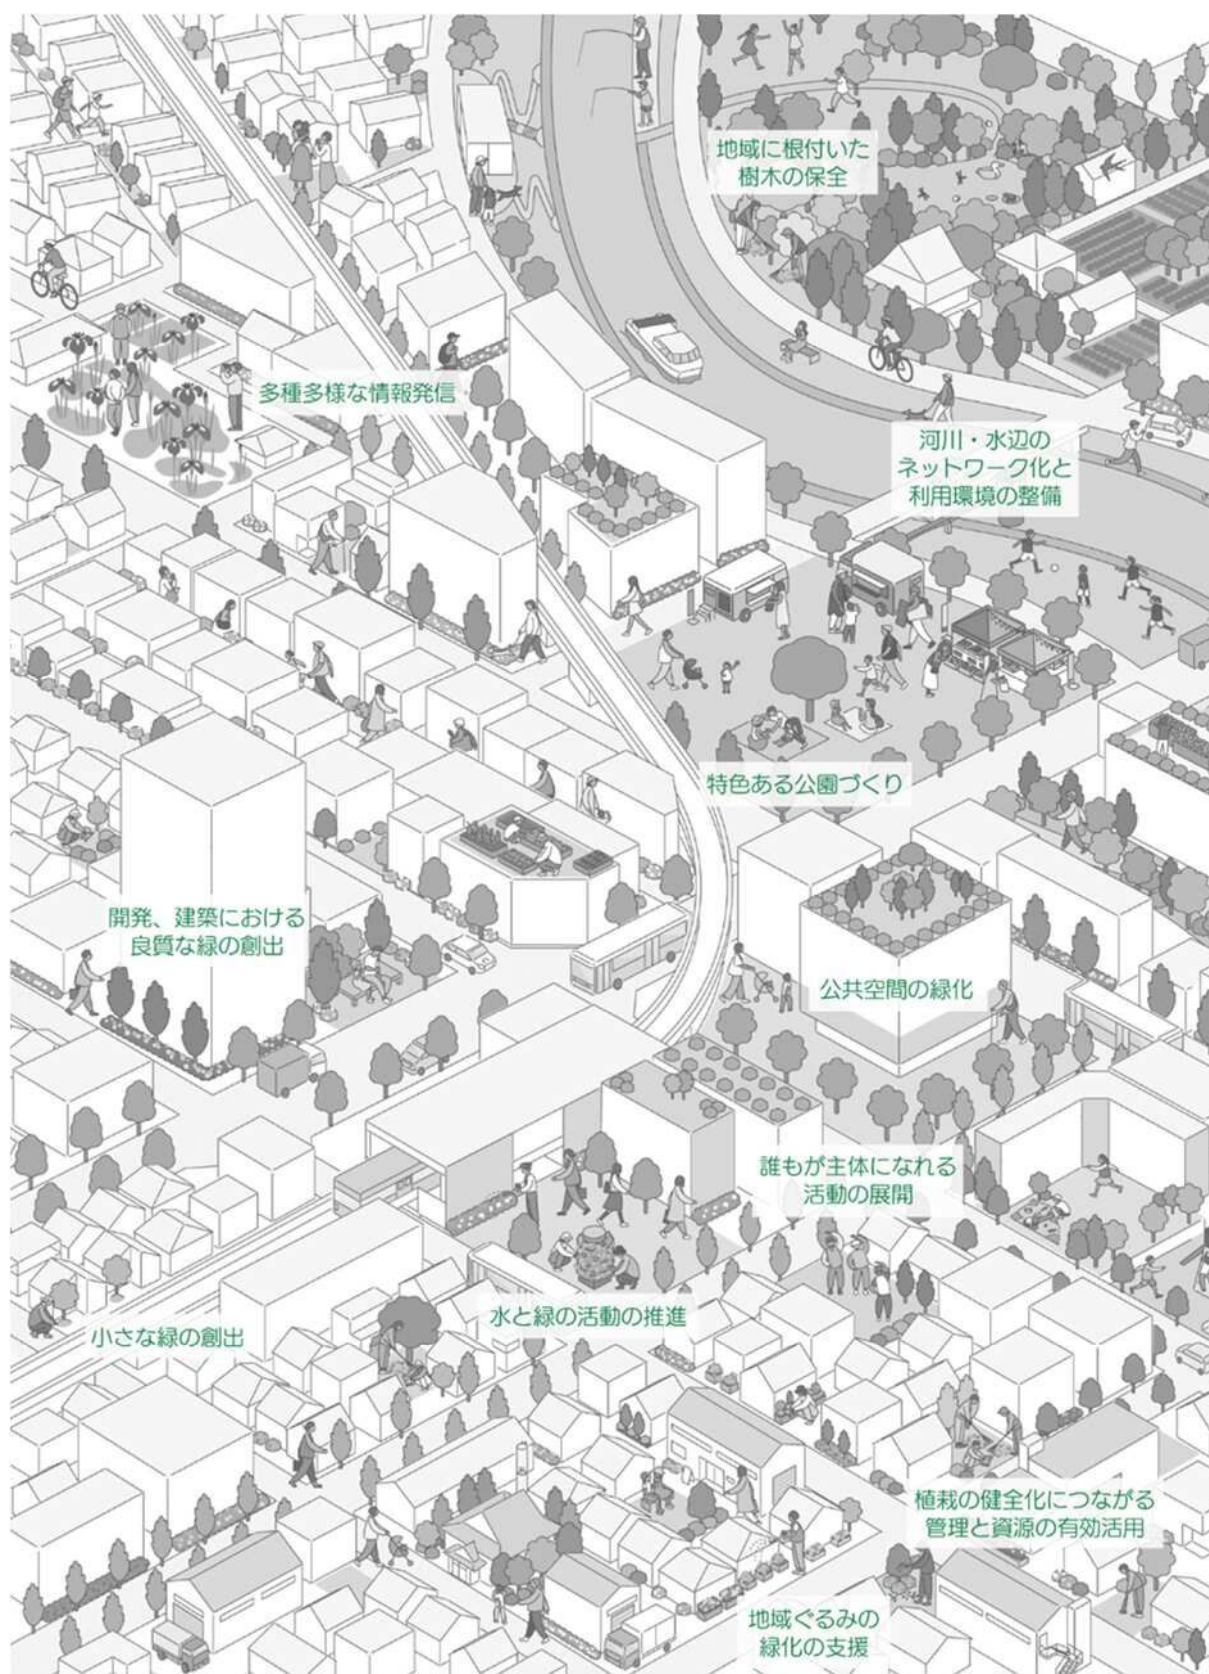 地域に根付いた
樹木の保全
多種多様な情報発信
河川・水辺の
ネットワーク化と
利用環境の整備
特色ある公園づくり
開発、建築における
良質な緑の創出
公共空間の緑化
誰もが主体になれる
活動の展開
水と緑の活動の推進
小さな緑の創出
植栽の健全化につながる
管理と資源の有効活用
地域ぐるみの
緑化の支援